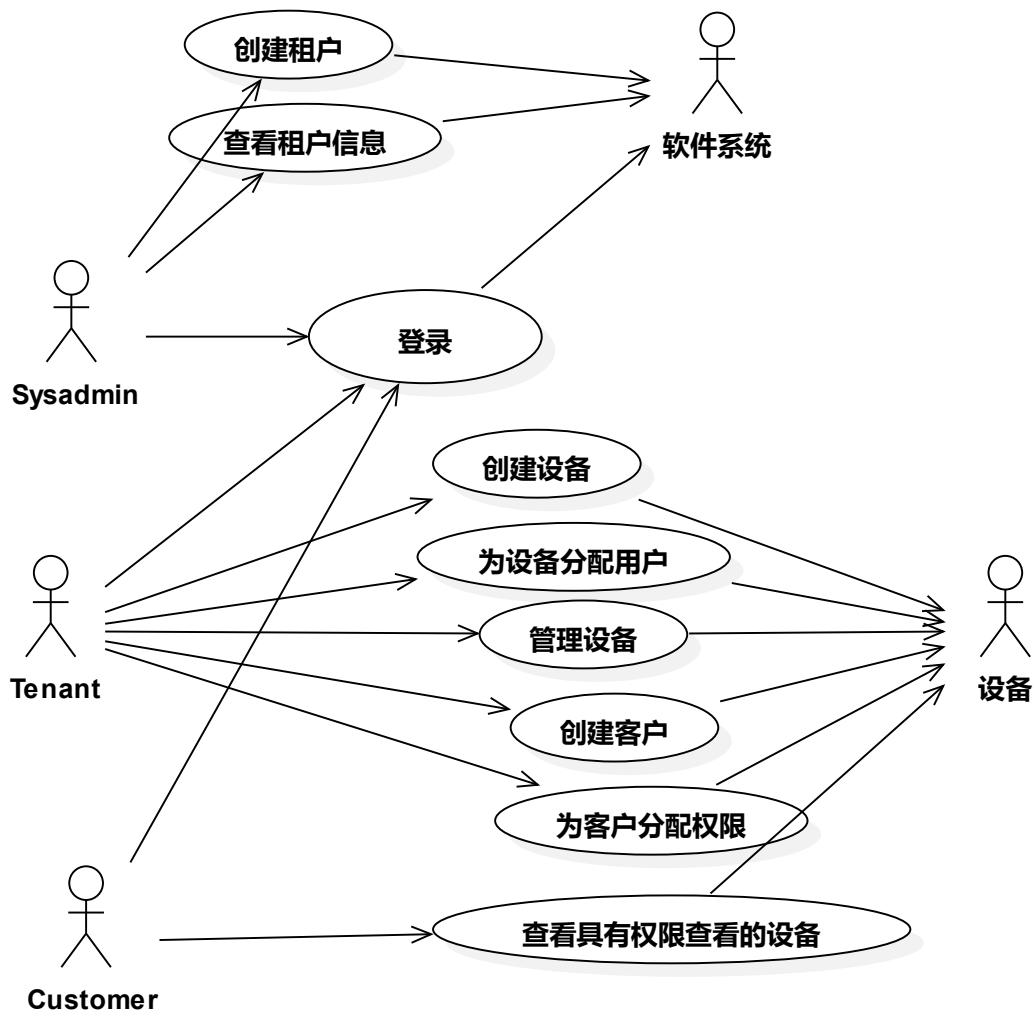 创建租户
查看租户信息
软件系统
登录
Sysadmin
创建设备
为设备分配用户
管理设备
Tenant
设备
创建客户
为客户分配权限
查看具有权限查看的设备
Customer